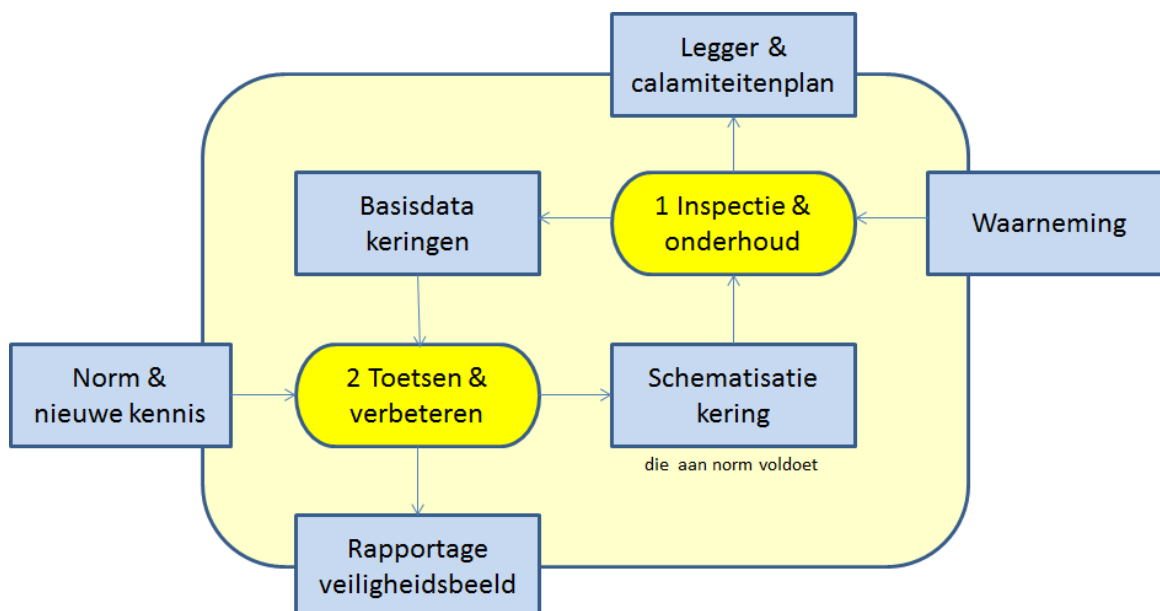 Legger &
calamiteitenplan
Basisdata
keringen
1 Inspectie &
onderhoud
Waarneming
Norm &
nieuwe kennis
2 Toetsen &
verbeteren
Schematisatie
kering
die aan norm voldoet
Rapportage
veiligheidsbeeld